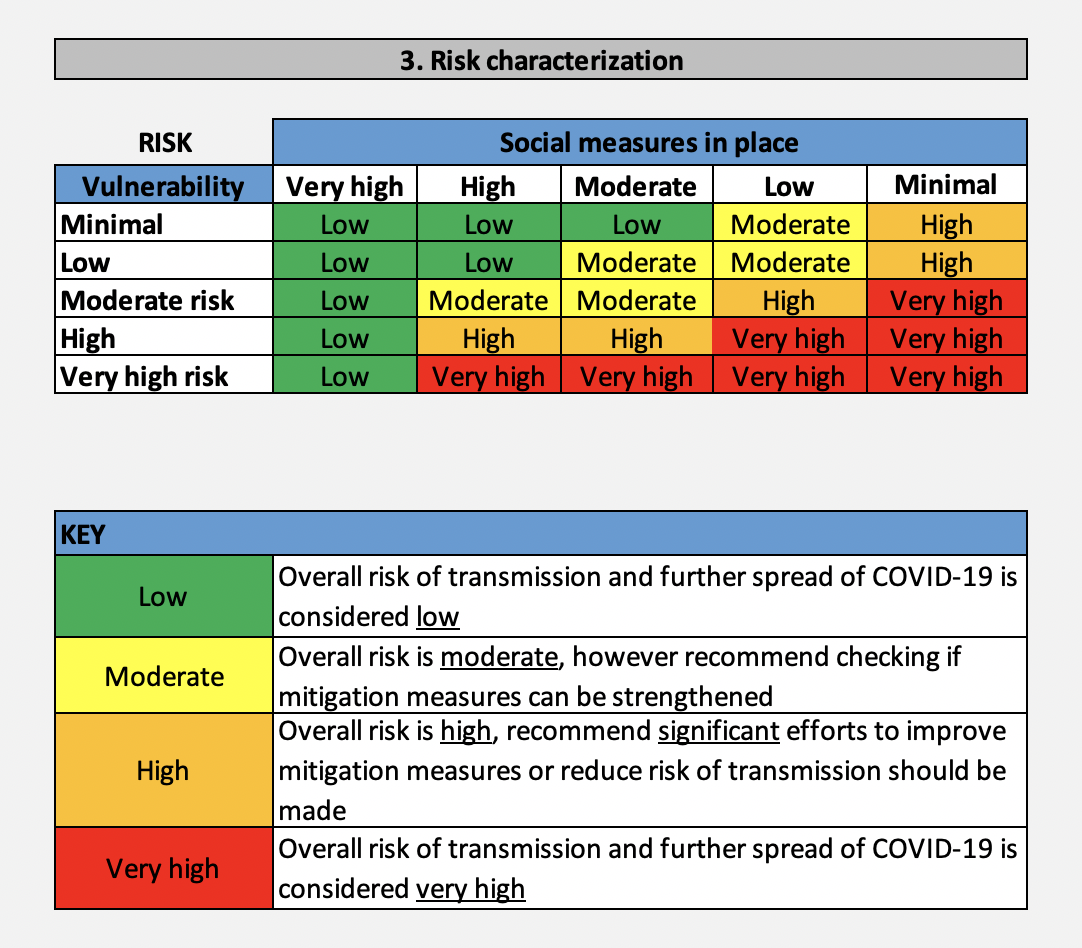 3. Risk characterization
RISK Social measures in place
Vulnerability Very high High Moderate Low Minimal
Minimal Low Low Low Moderate High
Low Low Low Moderate Moderate High
Moderate risk Low Moderate Moderate High Very high
High Low High High Very high Very high
Very high risk Low Very high Very high Very high Very high
KEY
Low Overall risk of transmission and further spread of COVID-19 is
considered low
Moderate Overall risk is moderate, however recommend checking if
mitigation measures can be strengthened
High Overall risk is high, recommend significant efforts to improve
mitigation measures or reduce risk of transmission should be
made
Very high Overall risk of transmission and further spread of COVID-19 is
considered very high